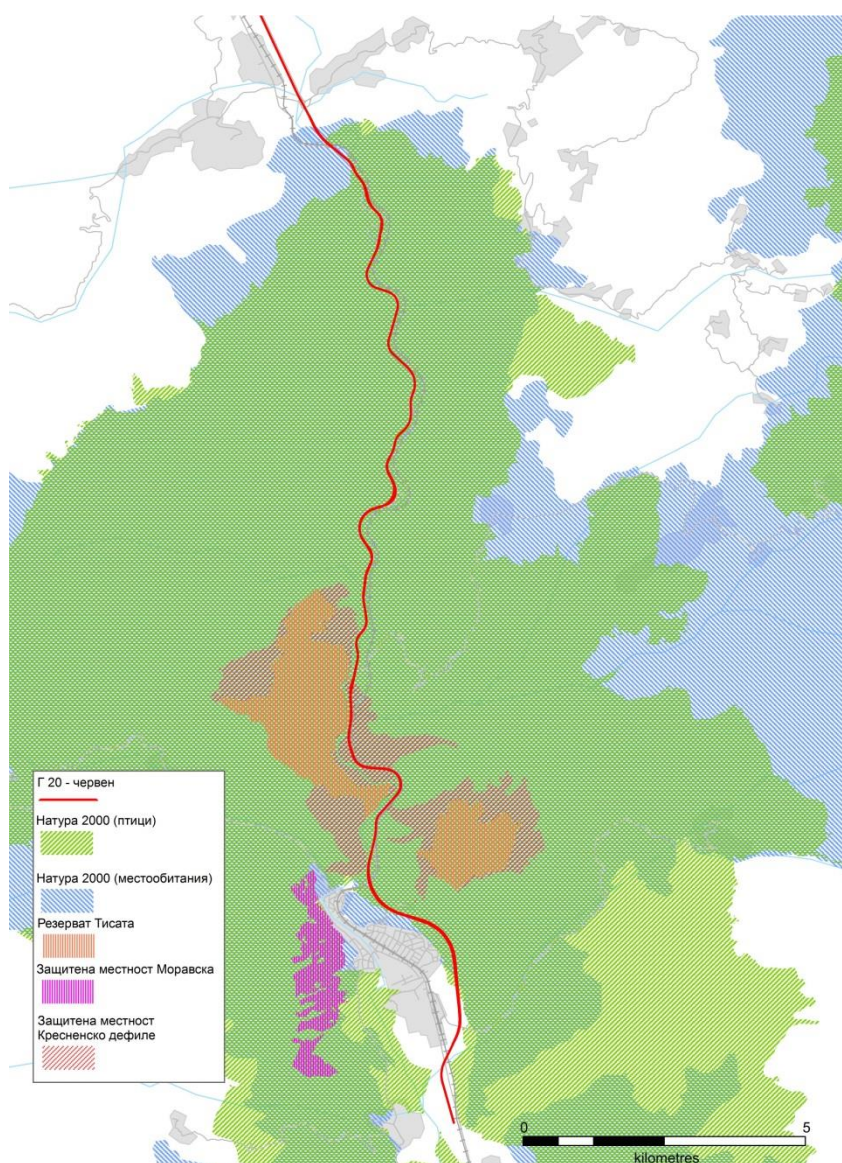 Г 20 - червен
Натура 2000 (птици)
Натура 2000 (местообитания)
Резерват Тисата
Защитена местност Моравска
Защитена местност
Кресненско дефиле
0 5
kilometres